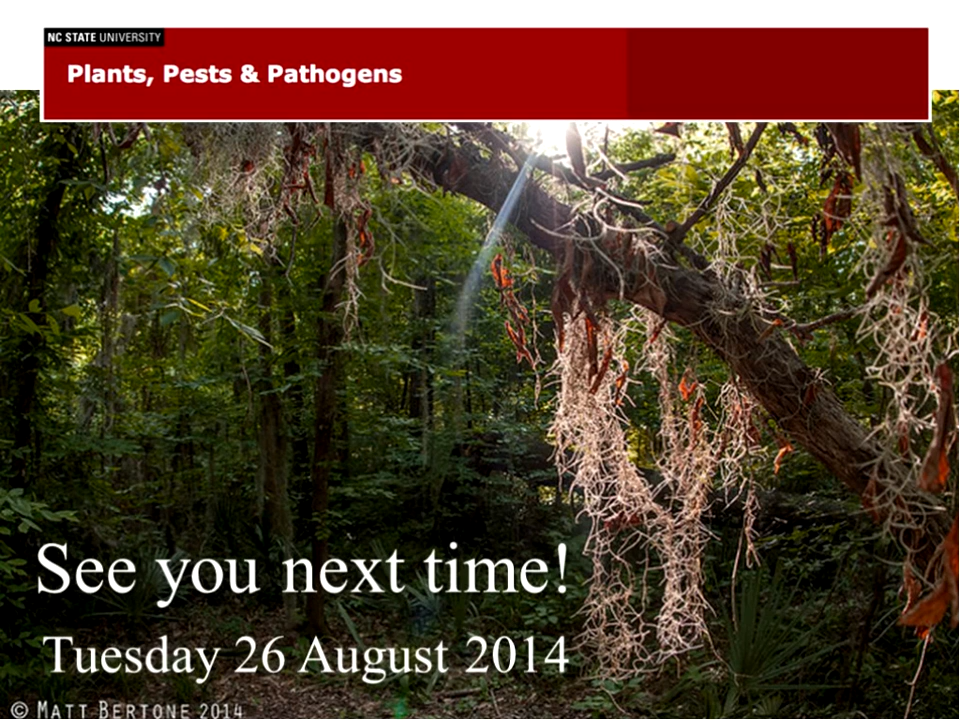 NC STATE UNIVERSITY
Plants, Pests & Pathogens
See you next time!
Tuesday 26 August 2014
© MATT BERTONE 2014